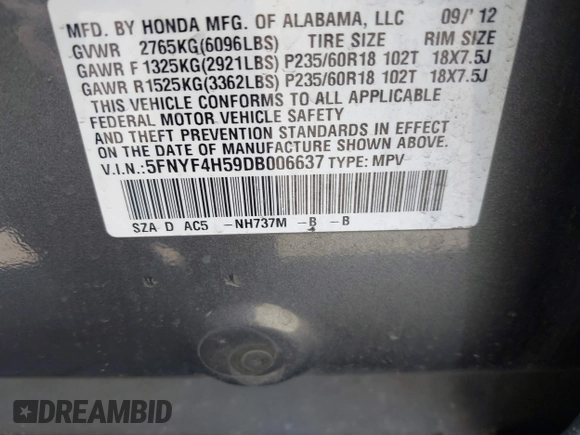 MFD. BY HONDA MFG. OF ALABAMA, LLC 09/'12
GVWR 2765KG(6096LBS) TIRE SIZE RIM SIZE
GAWR F1325KG(2921LBS) P235/60R18 102T 18X7.5J
GAWR R1525KG(3362LBS) P235/60R18 102T 18X7.5J
THIS VEHICLE CONFORMS TO ALL APPLICABLE
FEDERAL MOTOR VEHICLE SAFETY
AND THEFT PREVENTION STANDARDS IN EFFECT
ON THE DATE OF MANUFACTURE SHOWN ABOVE.
V.I.N.:5FNYF4H59DB006637 TYPE: MPV
SZA D AC5 -NH737M -B -B
DREAMBID